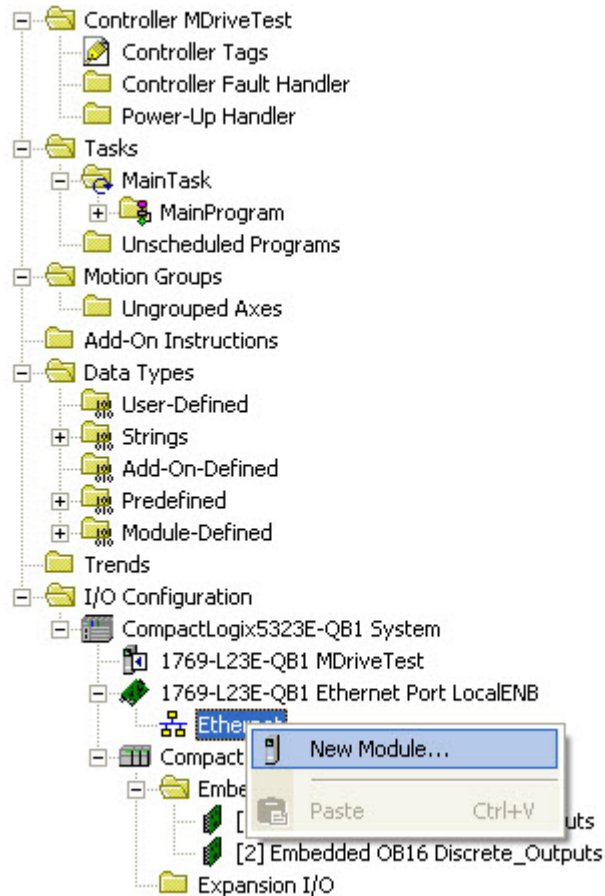 Controller MDriveTest
Controller Tags
Controller Fault Handler
Power-Up Handler
Tasks
MainTask
MainProgram
Unscheduled Programs
Motion Groups
Ungrouped Axes
Add-On Instructions
Data Types
User-Defined
Strings
Add-On-Defined
Predefined
Module-Defined
Trends
I/O Configuration
CompactLogix5323E-QB1 System
1769-L23E-QB1 MDriveTest
1769-L23E-QB1 Ethernet Port LocalENB
Ethernet
New Module...
Compact
Embe
Paste Ctrl+V
[ uts
[2] Embedded OB16 Discrete_Outputs
Expansion I/O